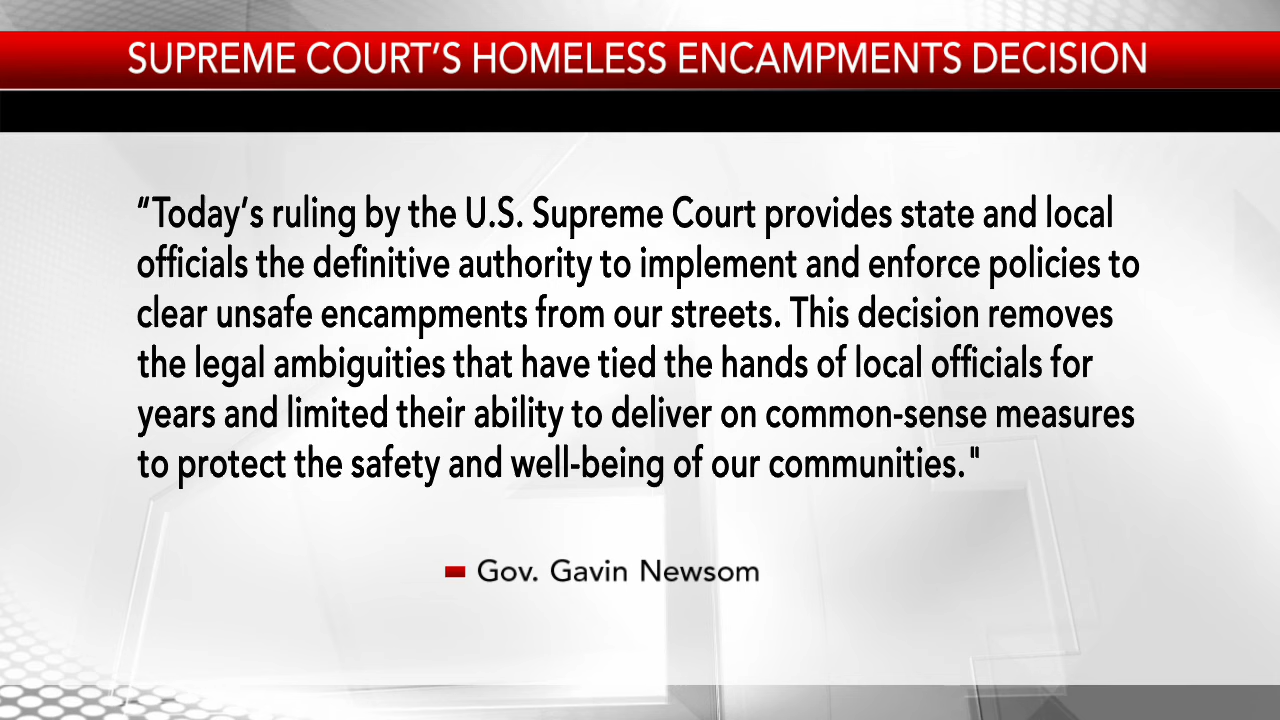 SUPREME COURT’S HOMELESS ENCAMPMENTS DECISION
“Today’s ruling by the U.S. Supreme Court provides state and local
officials the definitive authority to implement and enforce policies to
clear unsafe encampments from our streets. This decision removes
the legal ambiguities that have tied the hands of local officials for
years and limited their ability to deliver on common-sense measures
to protect the safety and well-being of our communities."
Gov. Gavin Newsom